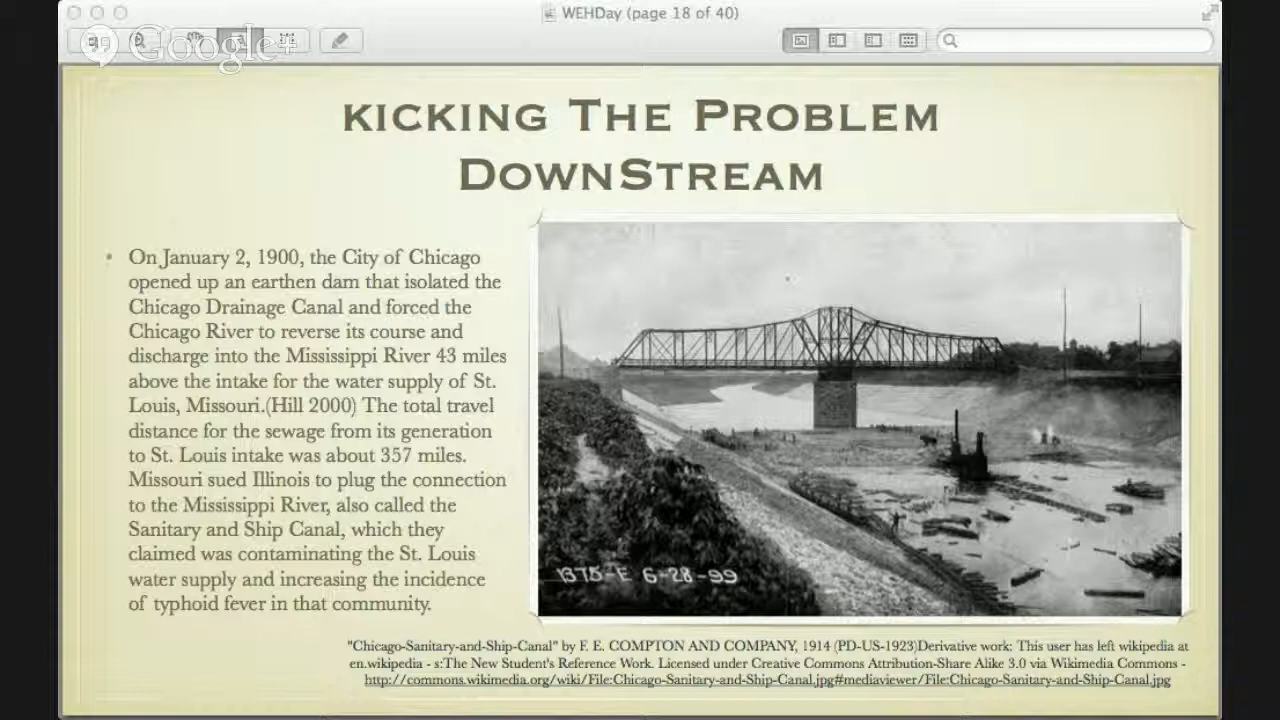 WEHDay (page 18 of 40)
Google+
KICKING THE PROBLEM
DOWNSTREAM
• On January 2, 1900, the City of Chicago
opened up an earthen dam that isolated the
Chicago Drainage Canal and forced the
Chicago River to reverse its course and
discharge into the Mississippi River 43 miles
above the intake for the water supply of St.
Louis, Missouri.(Hill 2000) The total travel
distance for the sewage from its generation
to St. Louis intake was about 357 miles.
Missouri sued Illinois to plug the connection
to the Mississippi River, also called the
Sanitary and Ship Canal, which they
claimed was contaminating the St. Louis
water supply and increasing the incidence
of typhoid fever in that community.
1375-E 6-28-99
"Chicago-Sanitary-and-Ship-Canal" by F. E. COMPTON AND COMPANY, 1914 (PD-US-1923)Derivative work: This user has left wikipedia at
en.wikipedia - s:The New Student's Reference Work. Licensed under Creative Commons Attribution-Share Alike 3.0 via Wikimedia Commons -
http://commons.wikimedia.org/wiki/File:Chicago-Sanitary-and-Ship-Canal.jpg#mediaviewer/File:Chicago-Sanitary-and-Ship-Canal.jpg